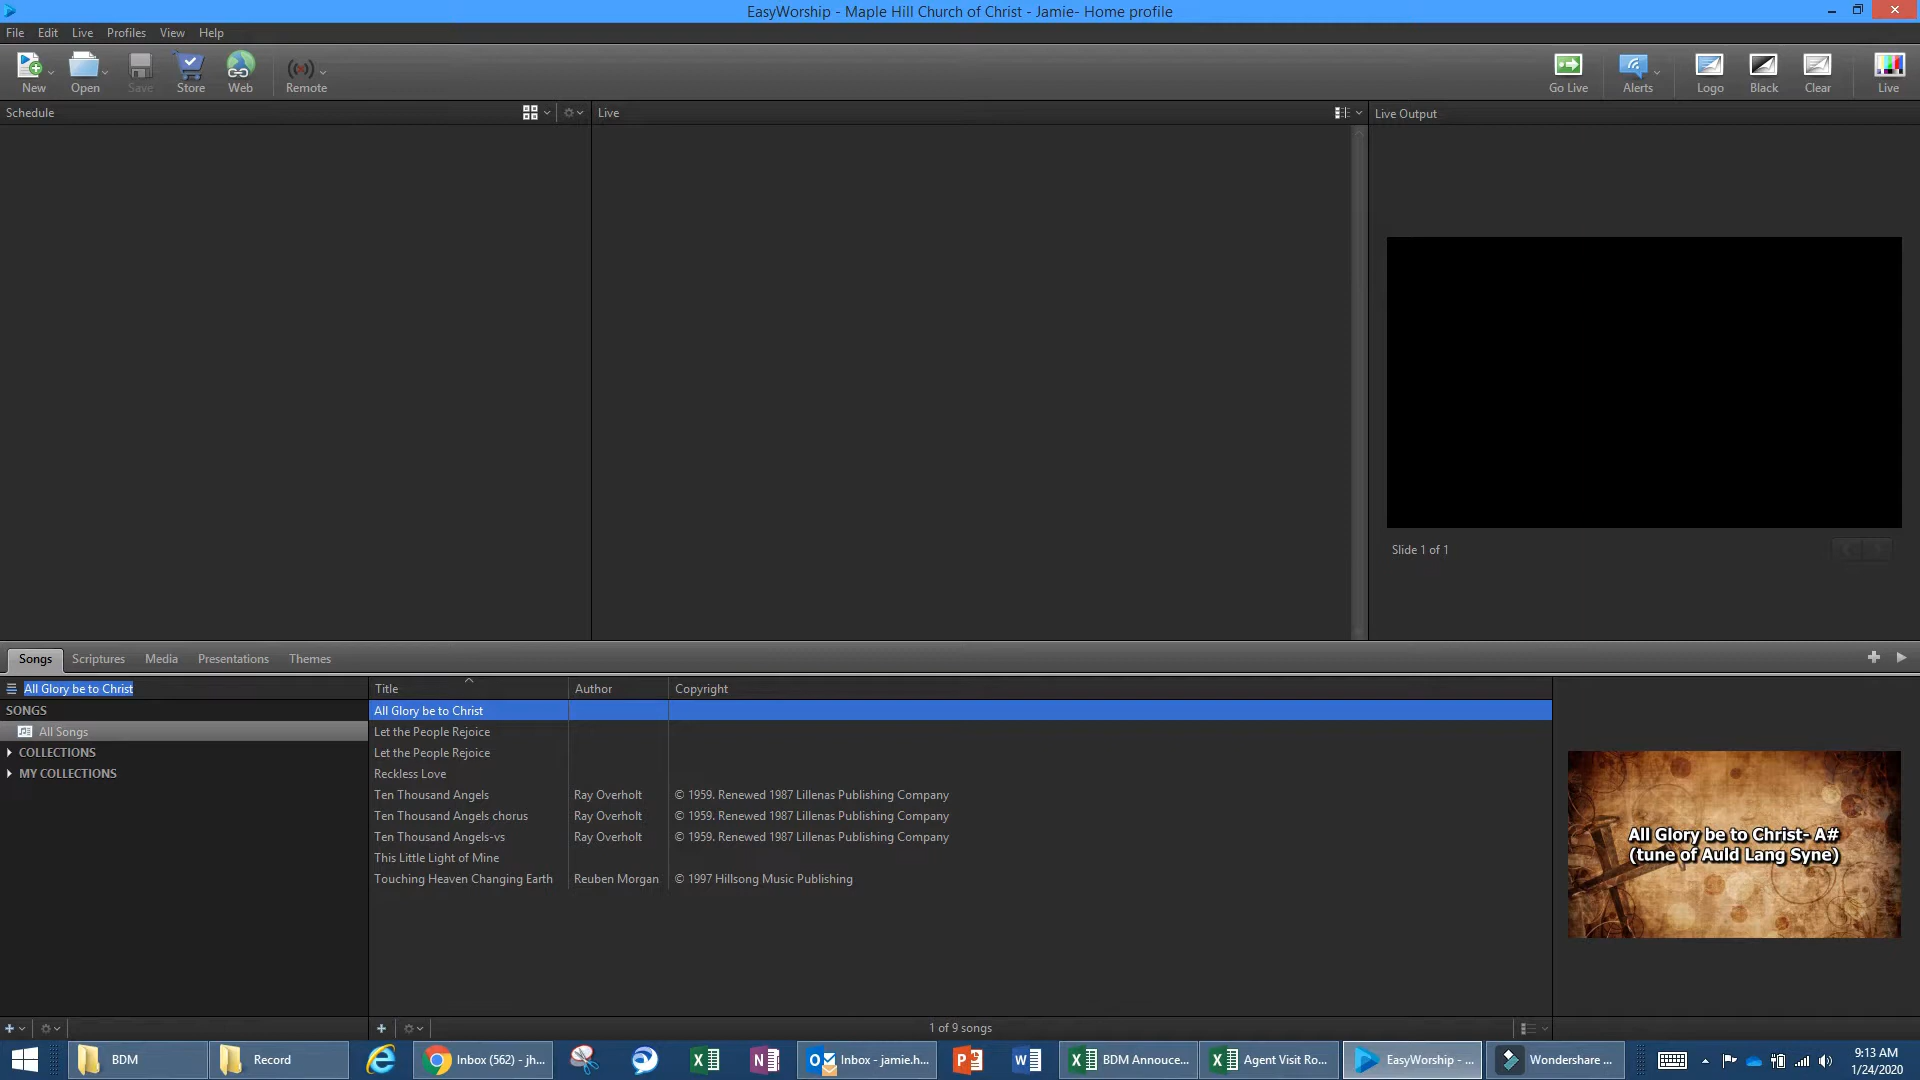 EasyWorship - Maple Hill Church of Christ - Jamie- Home profile
File Edit Live Profiles View Help
New Open Save Store Web Remote Go Live Alerts Logo Black Clear Live
Schedule Live Live Output
Slide 1 of 1
Songs Scriptures Media Presentations Themes
All Glory be to Christ Title Author Copyright
SONGS
All Songs
COLLECTIONS
MY COLLECTIONS
All Glory be to Christ
Let the People Rejoice
Let the People Rejoice
Reckless Love
Ten Thousand Angels Ray Overholt © 1959. Renewed 1987 Lillenas Publishing Company
Ten Thousand Angels chorus Ray Overholt © 1959. Renewed 1987 Lillenas Publishing Company
Ten Thousand Angels-vs Ray Overholt © 1959. Renewed 1987 Lillenas Publishing Company
This Little Light of Mine
Touching Heaven Changing Earth Reuben Morgan © 1997 Hillsong Music Publishing
All Glory be to Christ- A#
(tune of Auld Lang Syne)
1 of 9 songs
BDM Record Inbox (562) - jh... Inbox - jamie.h... BDM Annouce... Agent Visit Ro... EasyWorship - ... Wondershare ...
9:13 AM
1/24/2020